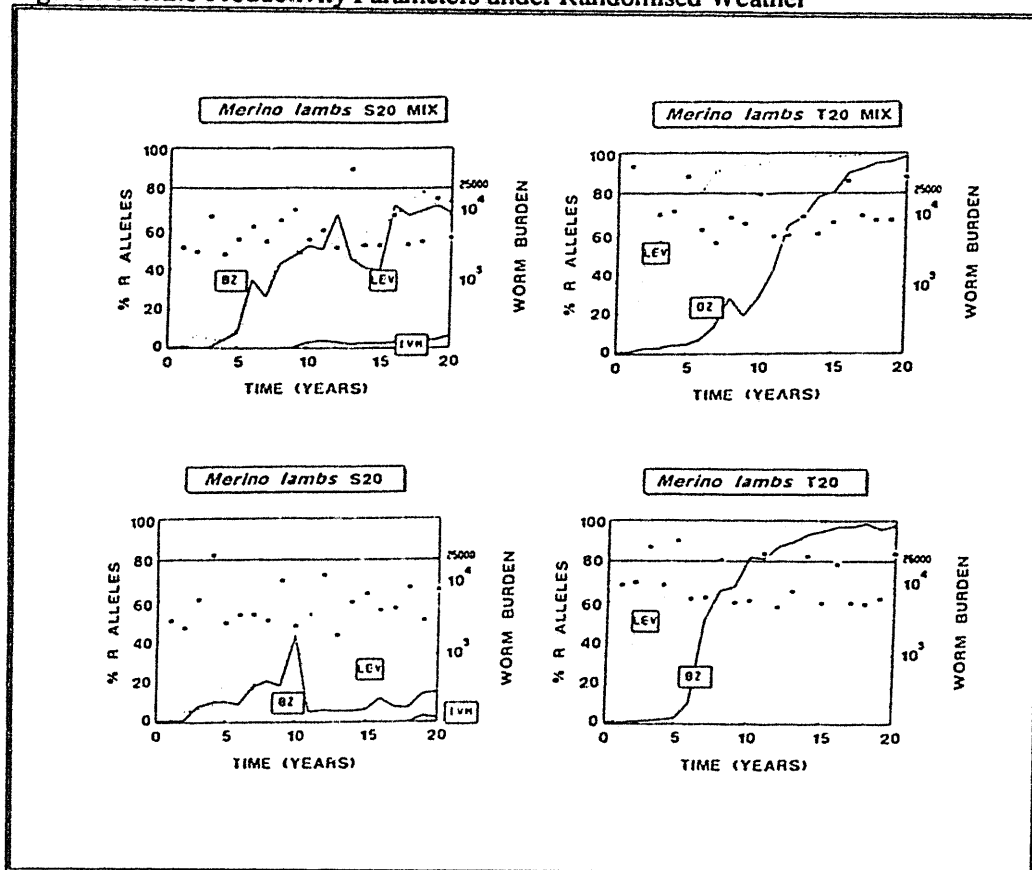 Productivity Parameters under Randomised Weather
Merino lambs S20 MIX
100
80
60
40
20
0
% R ALLELES
BZ
LEV
IVM
25000
10⁴
10³
WORM BURDEN
0 5 10 15 20
TIME (YEARS)
Merino lambs T20 MIX
100
80
60
40
20
0
% R ALLELES
LEV
BZ
25000
10⁴
10³
WORM BURDEN
0 5 10 15 20
TIME (YEARS)
Merino lambs S20
100
80
60
40
20
0
% R ALLELES
BZ
LEV
IVM
25000
10⁴
10³
WORM BURDEN
0 5 10 15 20
TIME (YEARS)
Merino lambs T20
100
80
60
40
20
0
% R ALLELES
LEV
BZ
25000
10⁴
10³
WORM BURDEN
0 5 10 15 20
TIME (YEARS)